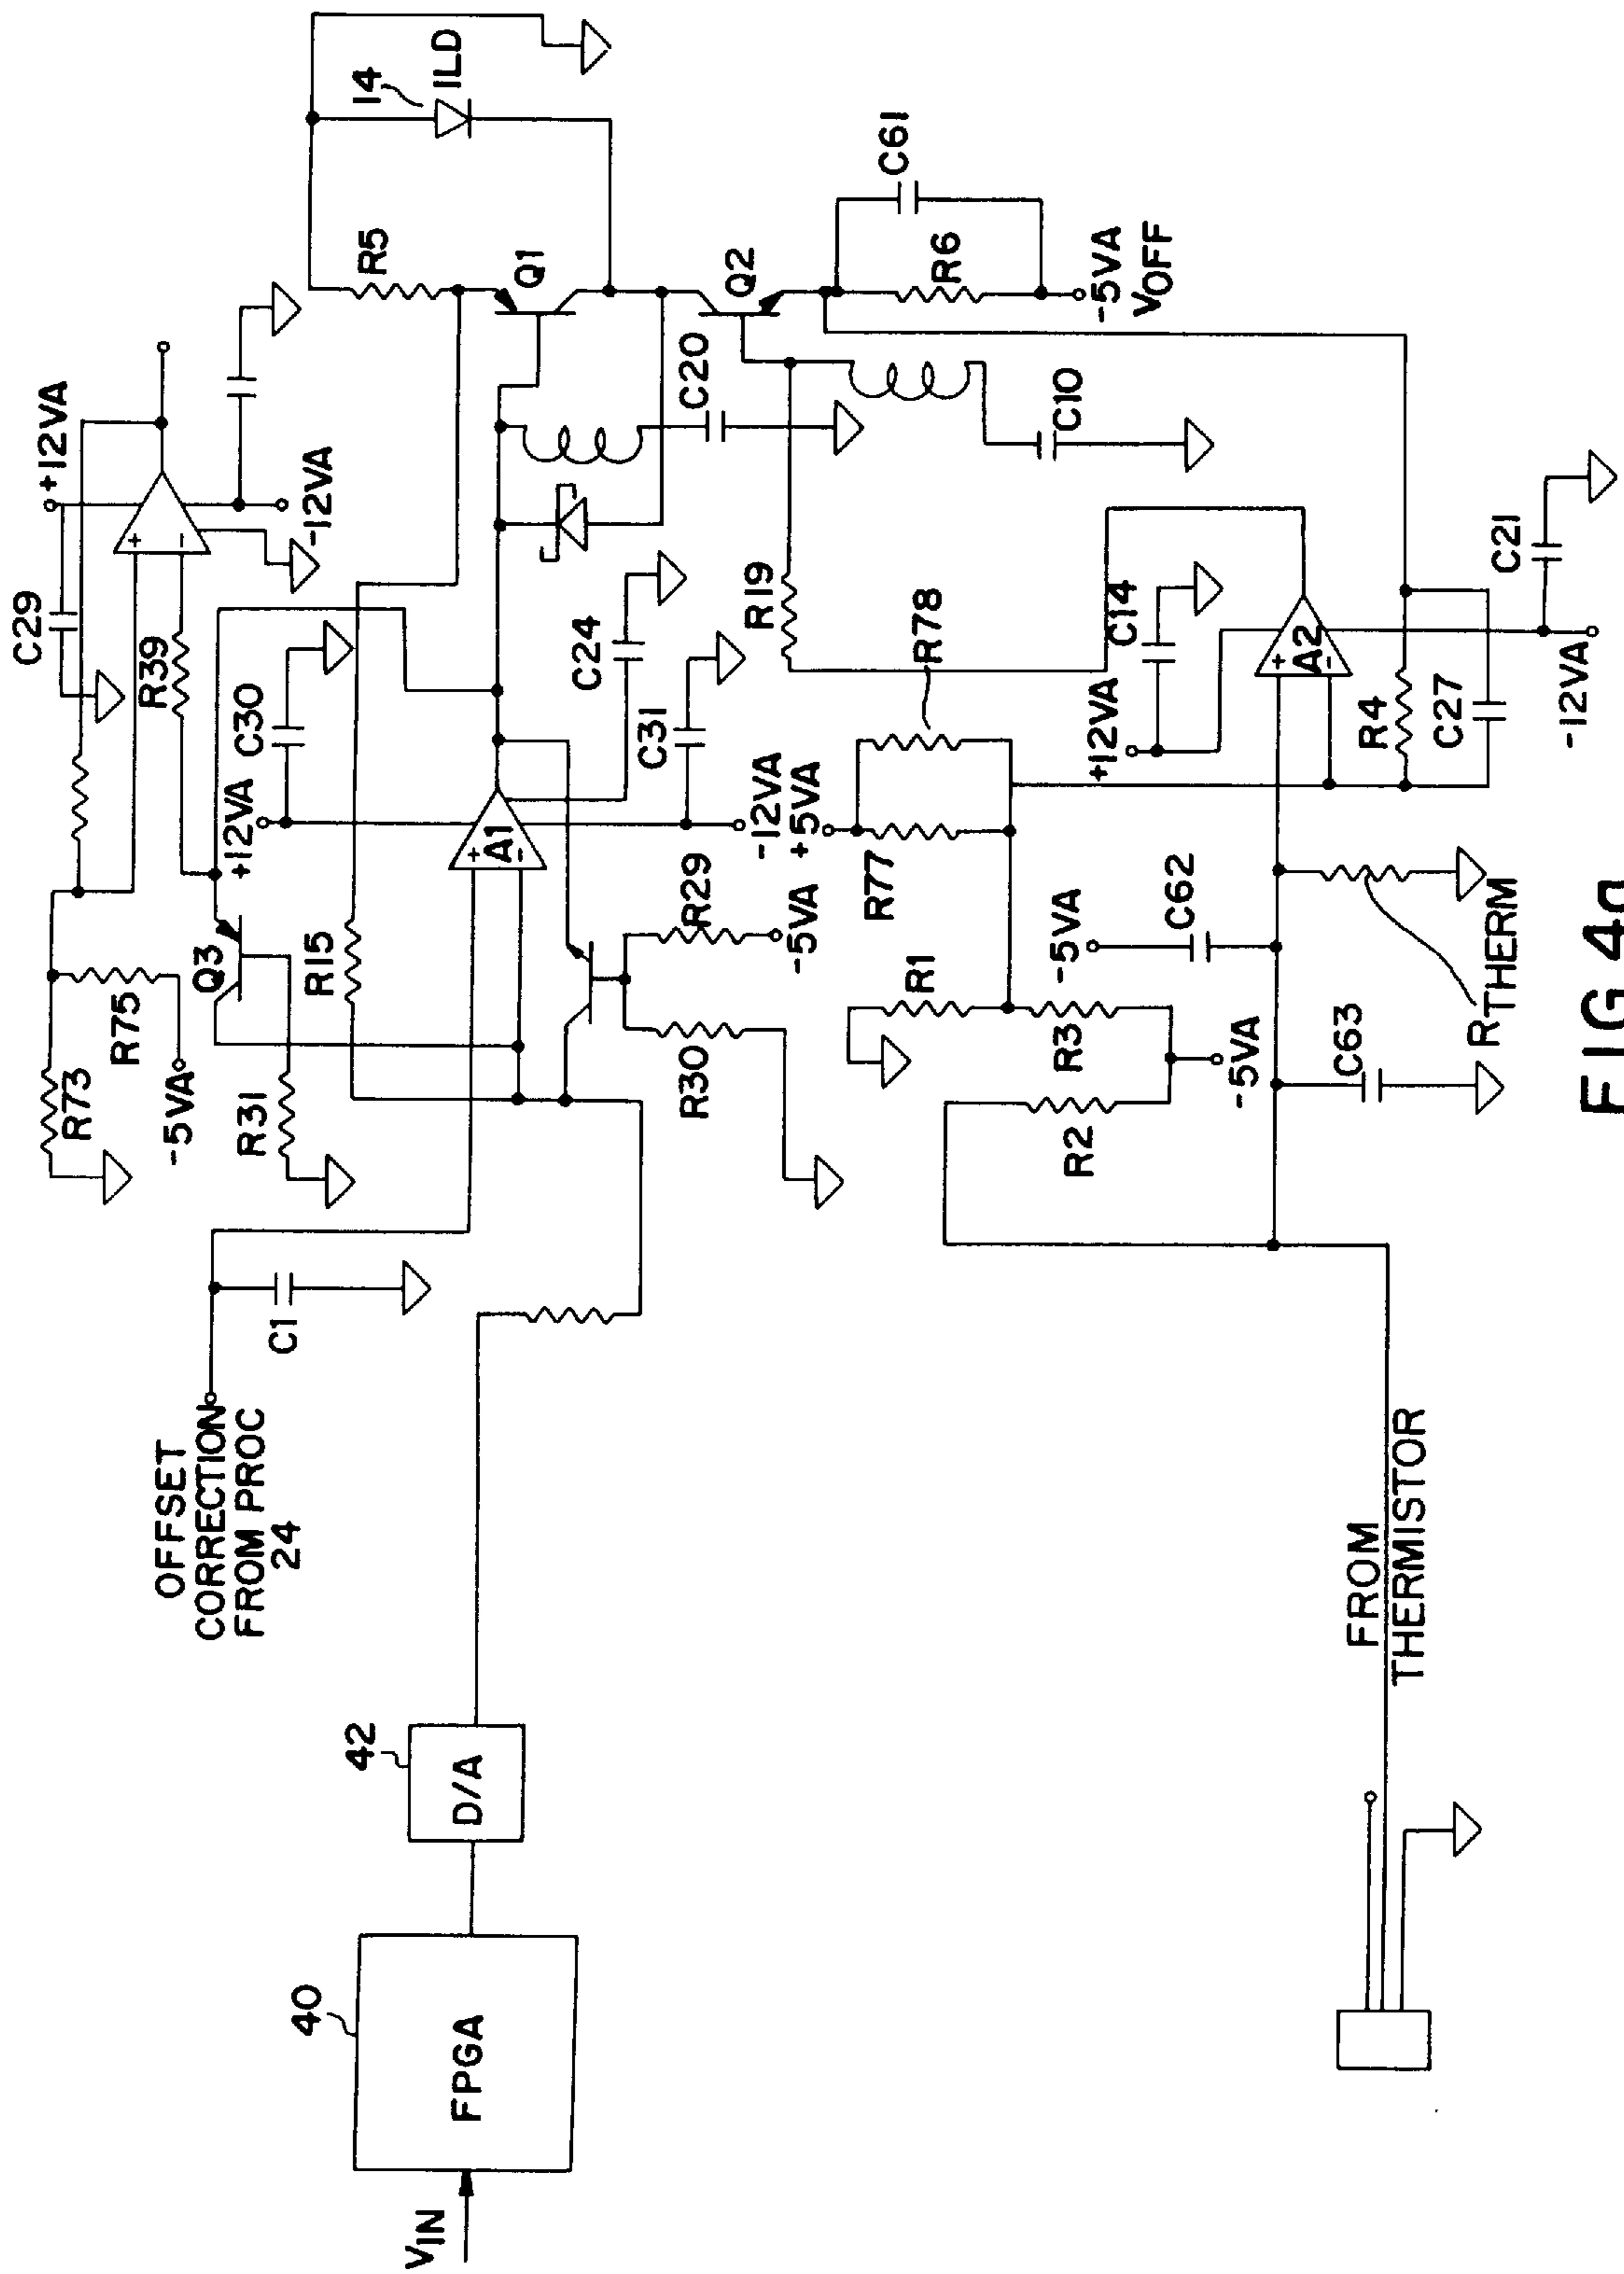 +12VA
C29
+
-
-12VA
R39
R73
R75
-5VA
Q3
R31
+12VA
C30
R15
+
A1
-
C24
C31
-12VA
R29
-5VA
R30
OFFSET
CORRECTION
FROM PROC
24
C1
14
ILD
R5
Q1
C20
Q2
C61
R6
-5VA
VOFF
C10
R19
R78
+5VA
R77
R1
R3
R2
-5VA
-5VA
C62
C63
RTHERM
+12VA
C14
+
A2
-
R4
C27
C21
-12VA
VIN
FPGA
40
D/A
42
FROM
THERMISTOR